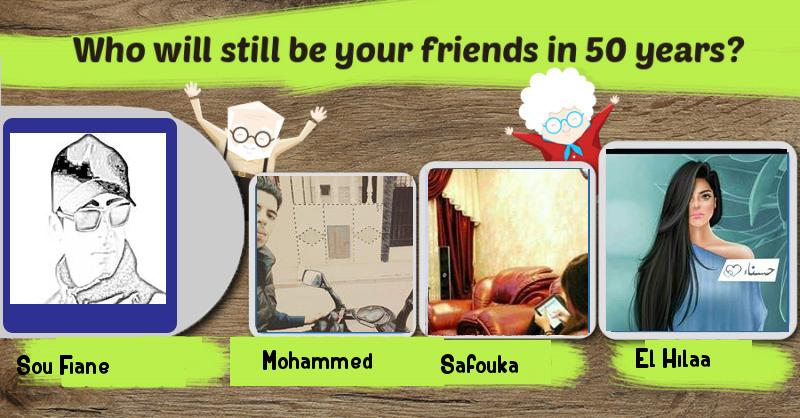 Who will still be your friends in 50 years?
حسناء
Sou Fiane
Mohammed
Safouka
El Hilaa